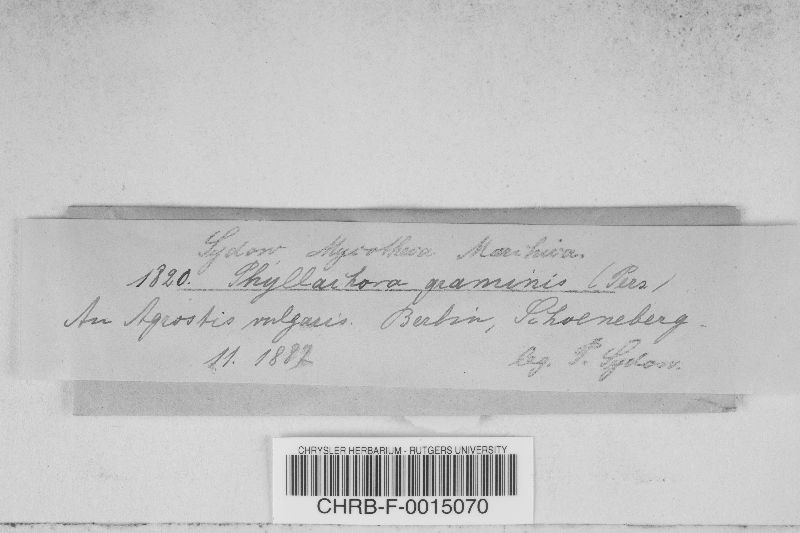 Sydow, Mycotheca Marchica.
1820. Phyllachora graminis (Pers)
An Agrostis vulgaris. Berlin, Schoeneberg.
11. 1887 leg. P. Sydow.
CHRYSLER HERBARIUM - RUTGERS UNIVERSITY
CHRB-F-0015070